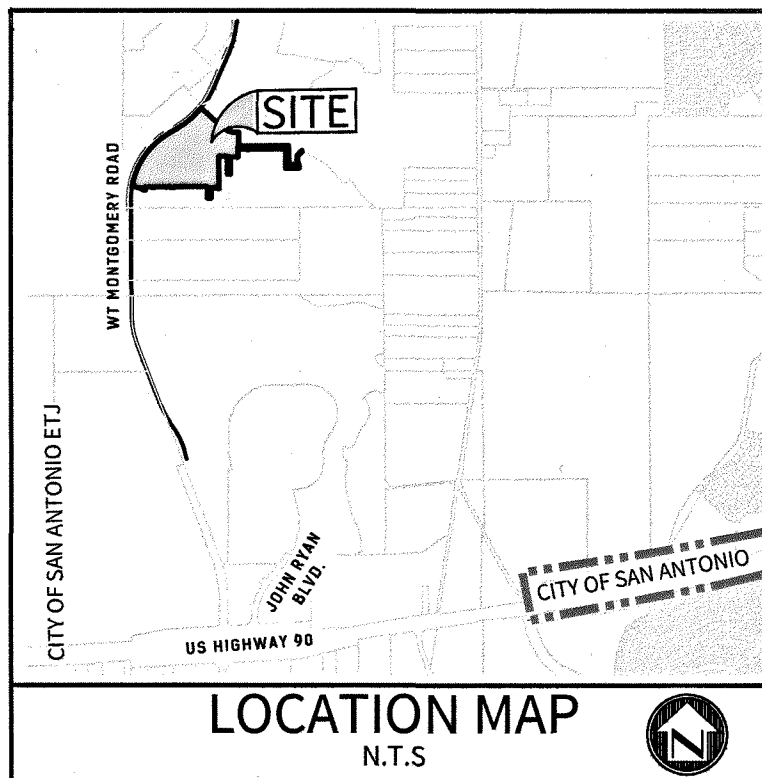 SITE
WT MONTGOMERY ROAD
CITY OF SAN ANTONIO ETJ
JOHN RYAN
BLVD.
CITY OF SAN ANTONIO
US HIGHWAY 90
LOCATION MAP
N.T.S
N